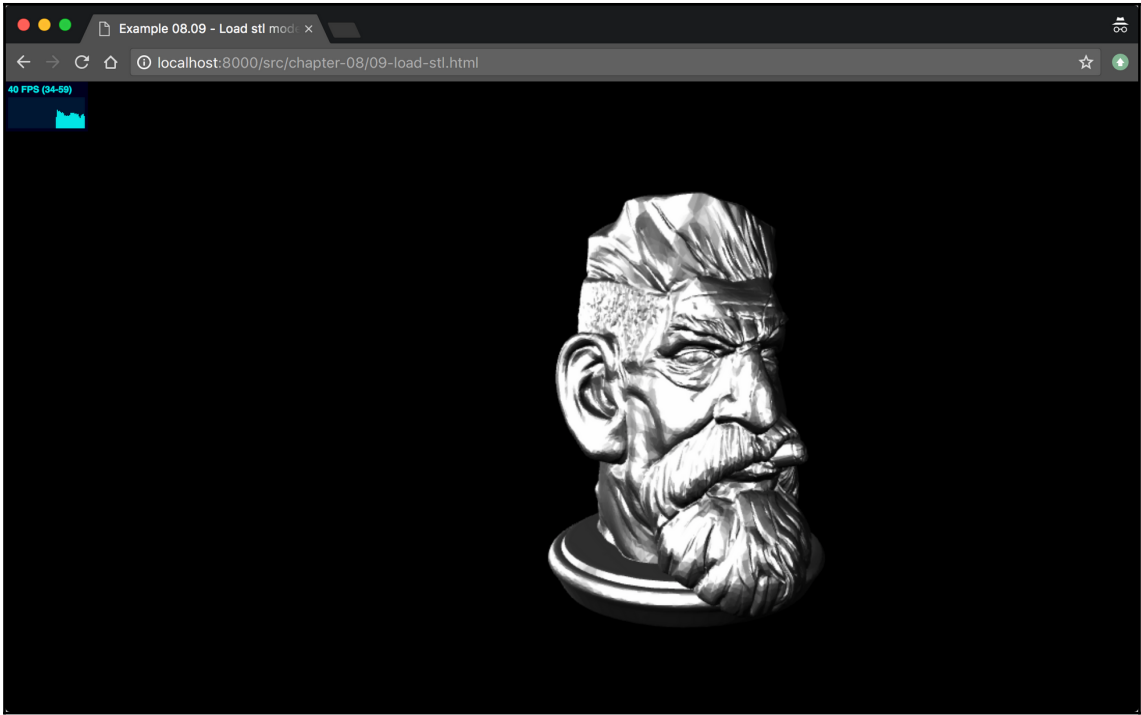 Example 08.09 - Load stl mod
localhost:8000/src/chapter-08/09-load-stl.html
40 FPS (34-59)